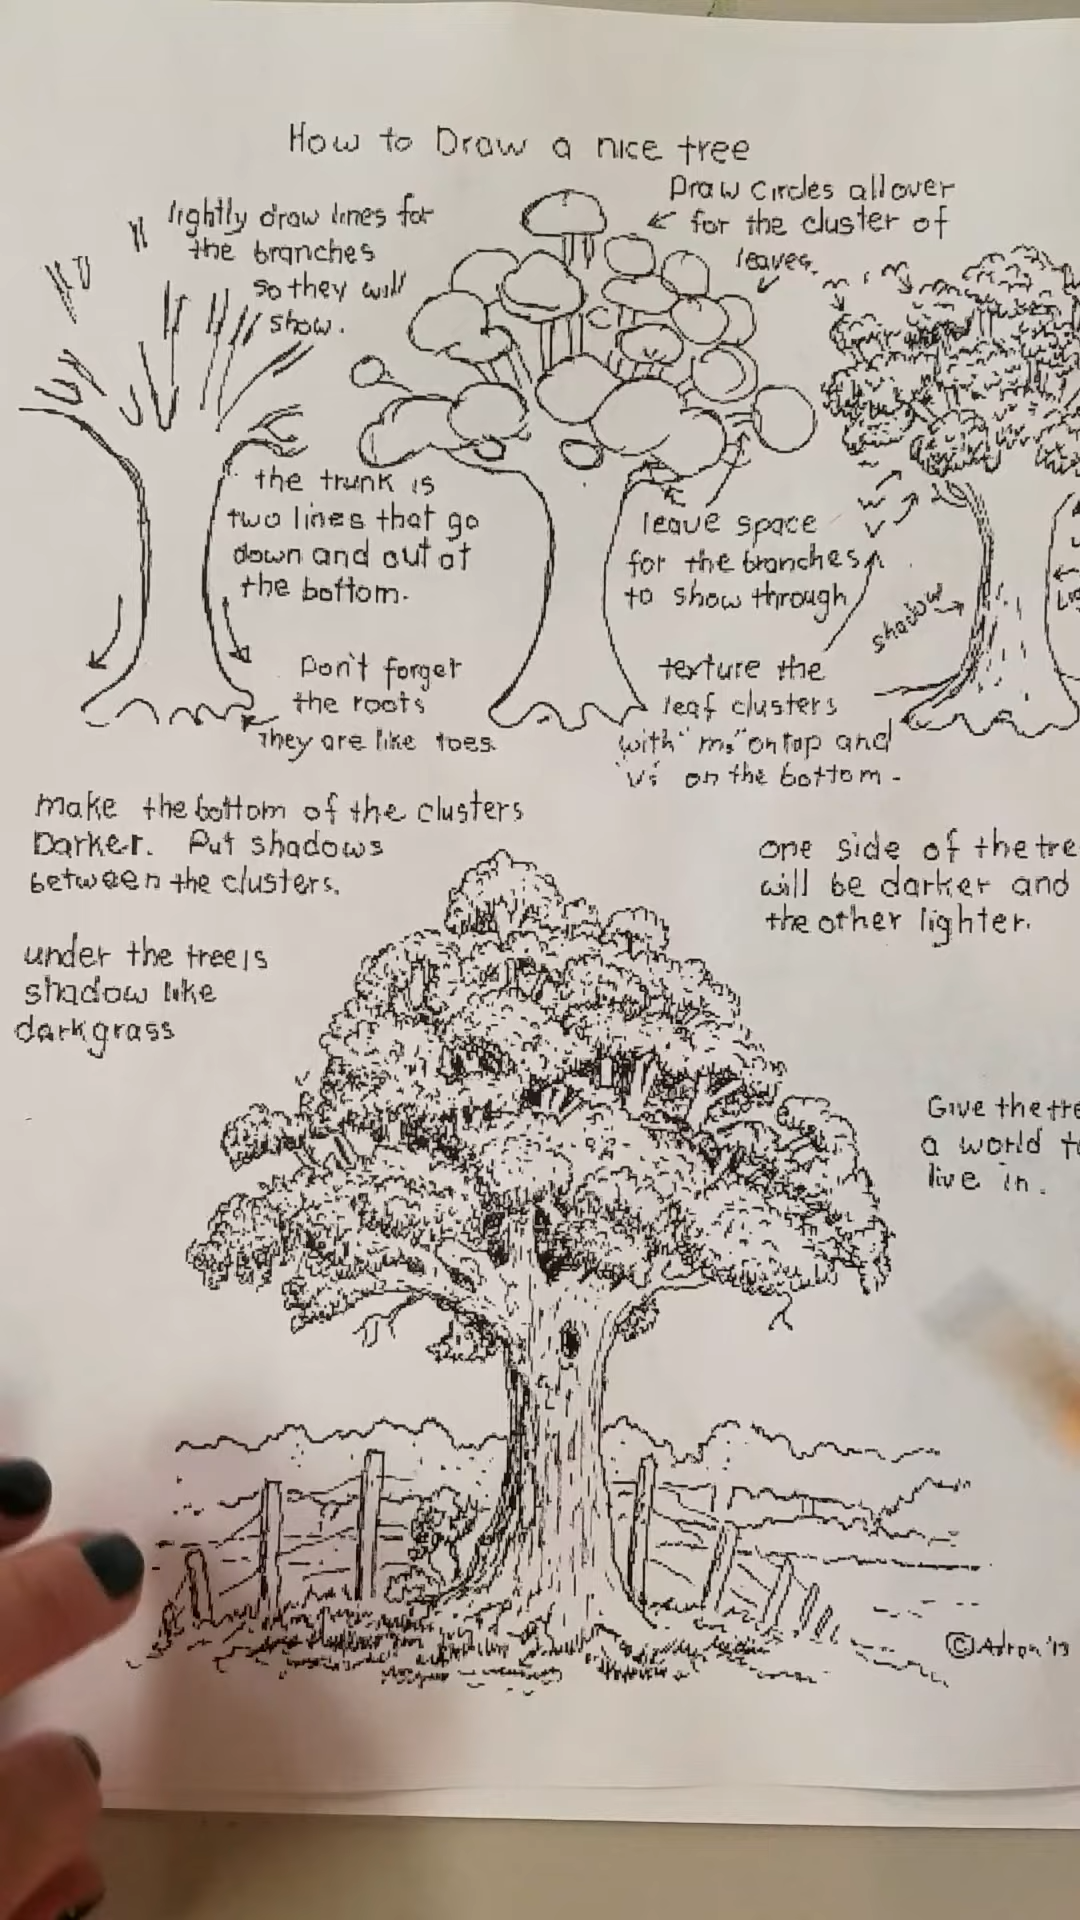 How to Draw a nice tree
lightly draw lines for
the branches
so they will
show.
Draw circles all over
for the cluster of
leaves.
the trunk is
two lines that go
down and out at
the bottom.
Don't forget
the roots
They are like toes.
leave space
for the branches
to show through
texture the
leaf clusters
with "ms" on top and
"v's" on the bottom.
shadow
make the bottom of the clusters
Darker. Put shadows
between the clusters.
under the tree is
shadow like
dark grass
one side of the tre
will be darker and
the other lighter.
Give the tre
a world to
live in.
© Adron '13